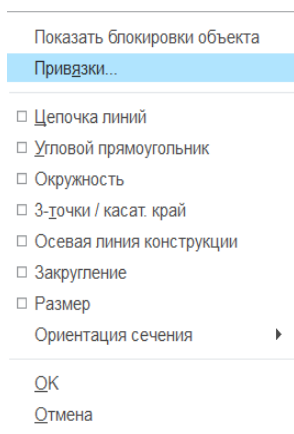 Показать блокировки объекта
Привязки...
Цепочка линий
Угловой прямоугольник
Окружность
3-точки / касат. край
Осевая линия конструкции
Закругление
Размер
Ориентация сечения
OK
Отмена